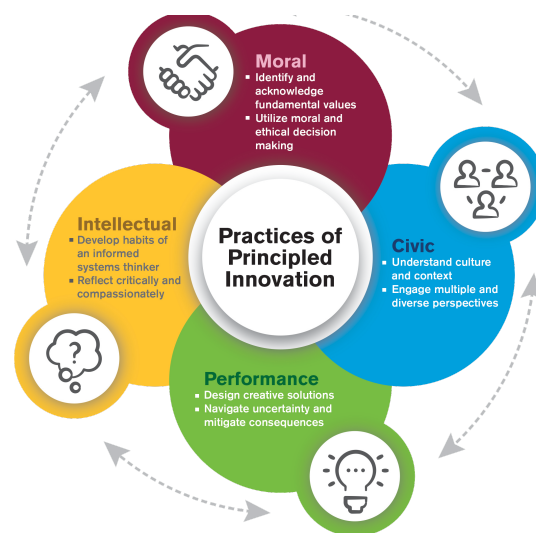 Moral
▪ Identify and
acknowledge
fundamental values
▪ Utilize moral and
ethical decision
making
Practices of
Principled
Innovation
Civic
▪ Understand culture
and context
▪ Engage multiple and
diverse perspectives
Performance
▪ Design creative solutions
▪ Navigate uncertainty and
mitigate consequences
Intellectual
▪ Develop habits of
an informed
systems thinker
▪ Reflect critically and
compassionately
?